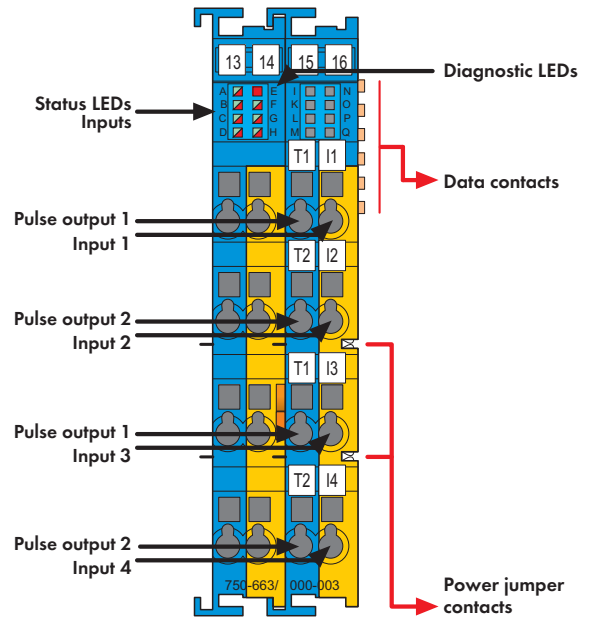 13 14 15 16
Diagnostic LEDs
A E I N
Status LEDs
Inputs
B F K O
C G L P
D H M Q
T1 I1
Data contacts
Pulse output 1
Input 1
T2 I2
Pulse output 2
Input 2
T1 I3
Pulse output 1
Input 3
T2 I4
Pulse output 2
Input 4
750-663/ 000-003
Power jumper
contacts